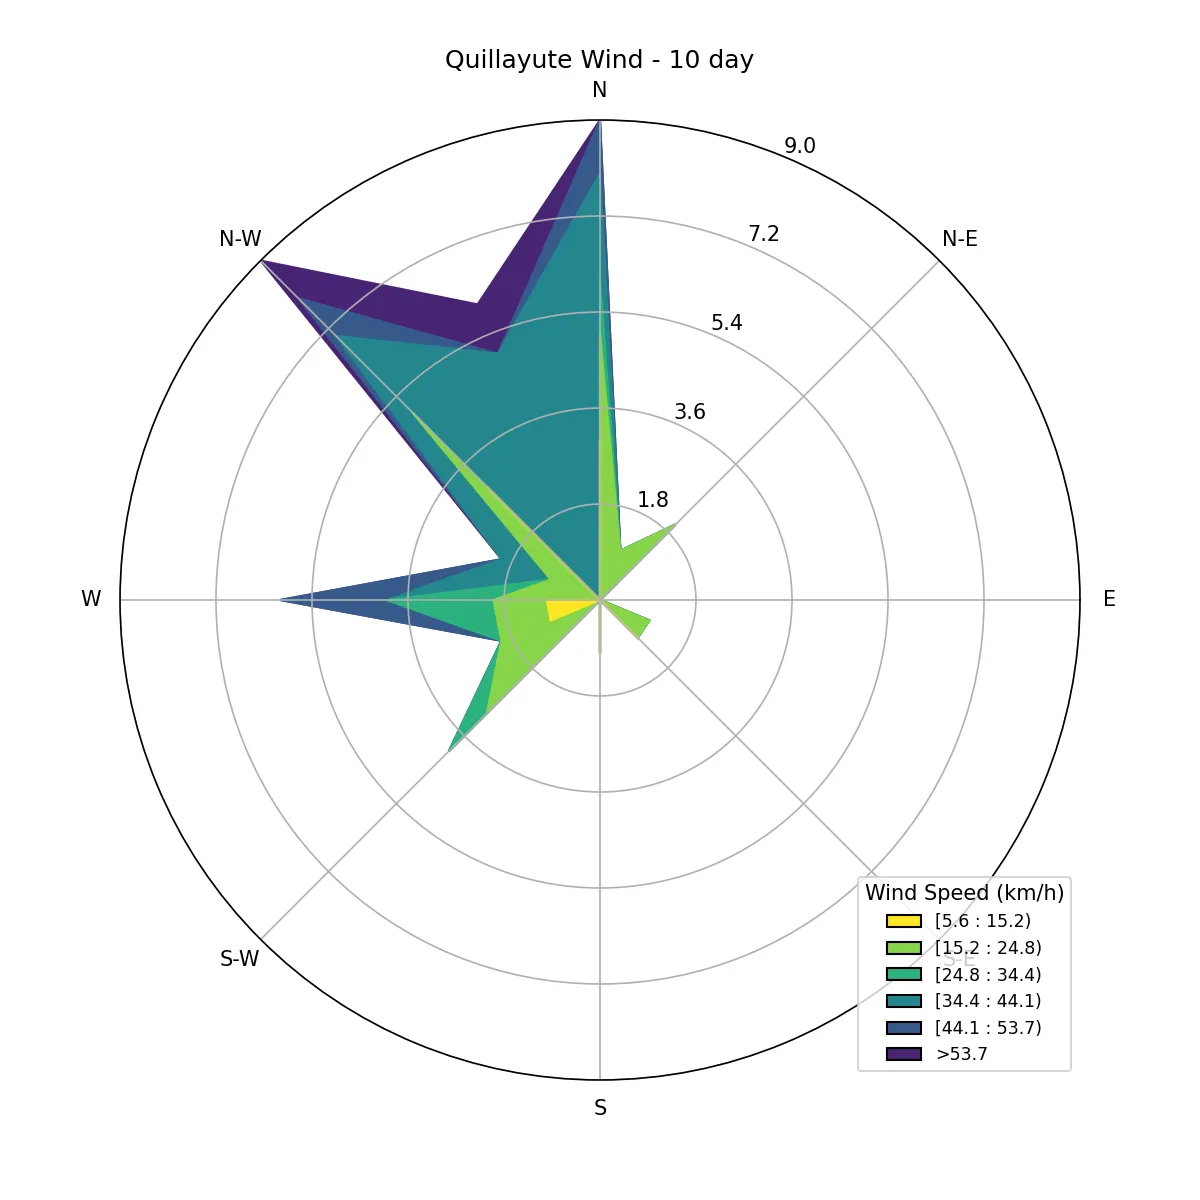 Quillayute Wind - 10 day
N
9.0
N-W
7.2
N-E
5.4
3.6
1.8
W
E
Wind Speed (km/h)
[5.6 : 15.2)
[15.2 : 24.8)
S-W
S-E
[24.8 : 34.4)
[34.4 : 44.1)
[44.1 : 53.7)
>53.7
S